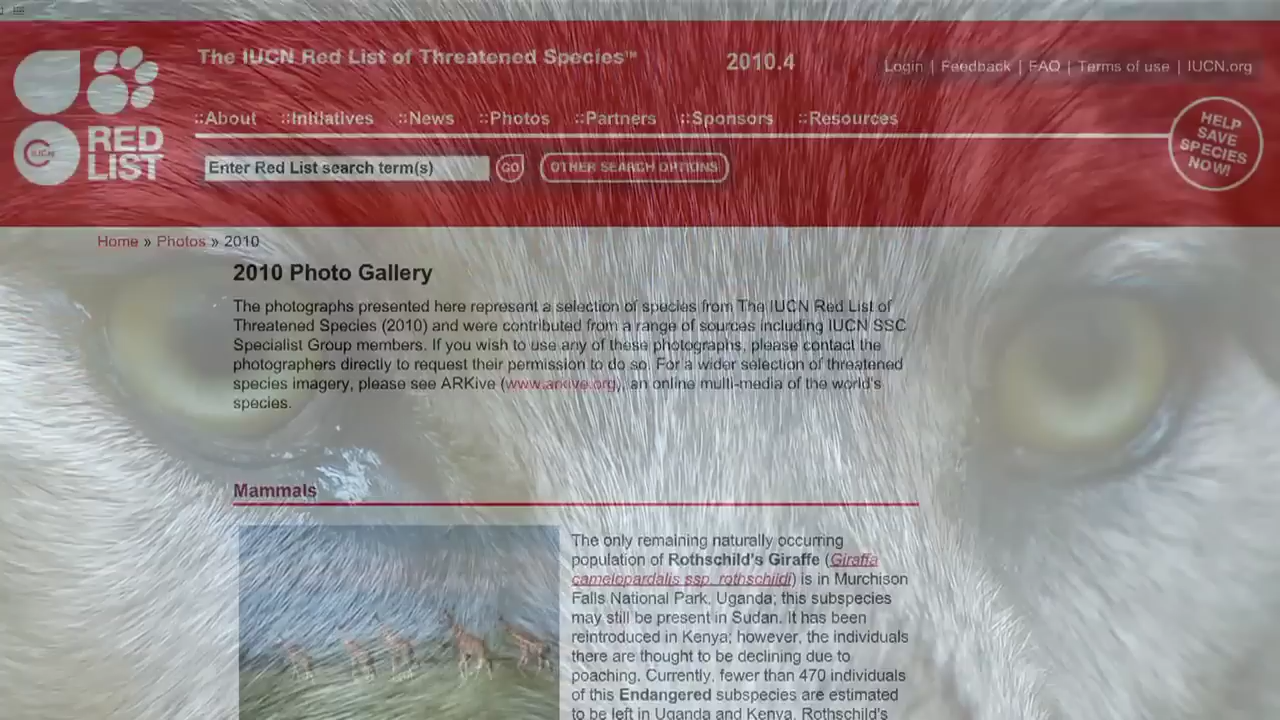 The IUCN Red List of Threatened Species™
2010.4
Login | Feedback | FAQ | Terms of use | IUCN.org
::About ::Initiatives ::News ::Photos ::Partners ::Sponsors ::Resources
IUCN
RED
LIST
Enter Red List search term(s)
GO
OTHER SEARCH OPTIONS
HELP
SAVE
SPECIES
NOW!
Home » Photos » 2010
2010 Photo Gallery
The photographs presented here represent a selection of species from The IUCN Red List of
Threatened Species (2010) and were contributed from a range of sources including IUCN SSC
Specialist Group members. If you wish to use any of these photographs, please contact the
photographers directly to request their permission to do so. For a wider selection of threatened
species imagery, please see ARKive (www.arkive.org), an online multi-media of the world's
species.
Mammals
The only remaining naturally occurring
population of Rothschild's Giraffe (Giraffa
camelopardalis ssp. rothschildi) is in Murchison
Falls National Park, Uganda; this subspecies
may still be present in Sudan. It has been
reintroduced in Kenya; however, the individuals
there are thought to be declining due to
poaching. Currently, fewer than 470 individuals
of this Endangered subspecies are estimated
to be left in Uganda and Kenya. Rothschild's